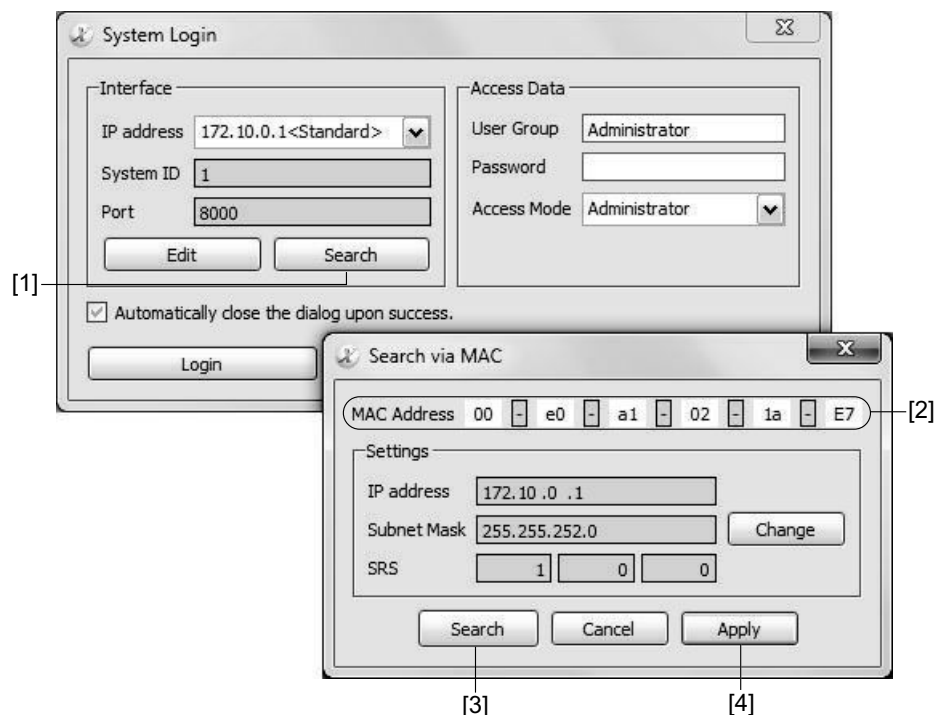 System Login
Interface
IP address 172.10.0.1<Standard>
System ID 1
Port 8000
Edit Search
Access Data
User Group Administrator
Password
Access Mode Administrator
[1]
Automatically close the dialog upon success.
Login
Search via MAC
MAC Address 00 - e0 - a1 - 02 - 1a - E7
[2]
Settings
IP address 172.10 .0 .1
Subnet Mask 255.255.252.0
Change
SRS 1 0 0
Search Cancel Apply
[3] [4]